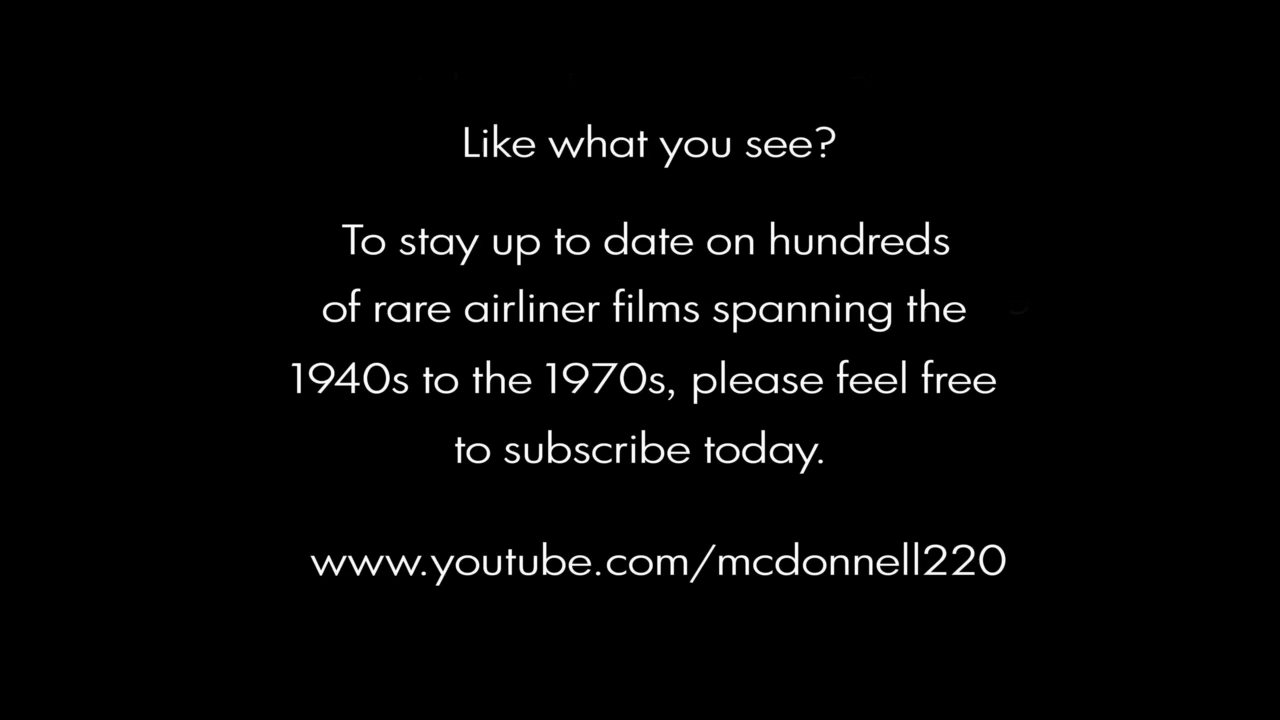 Like what you see?
To stay up to date on hundreds
of rare airliner films spanning the
1940s to the 1970s, please feel free
to subscribe today.
www.youtube.com/mcdonnell220